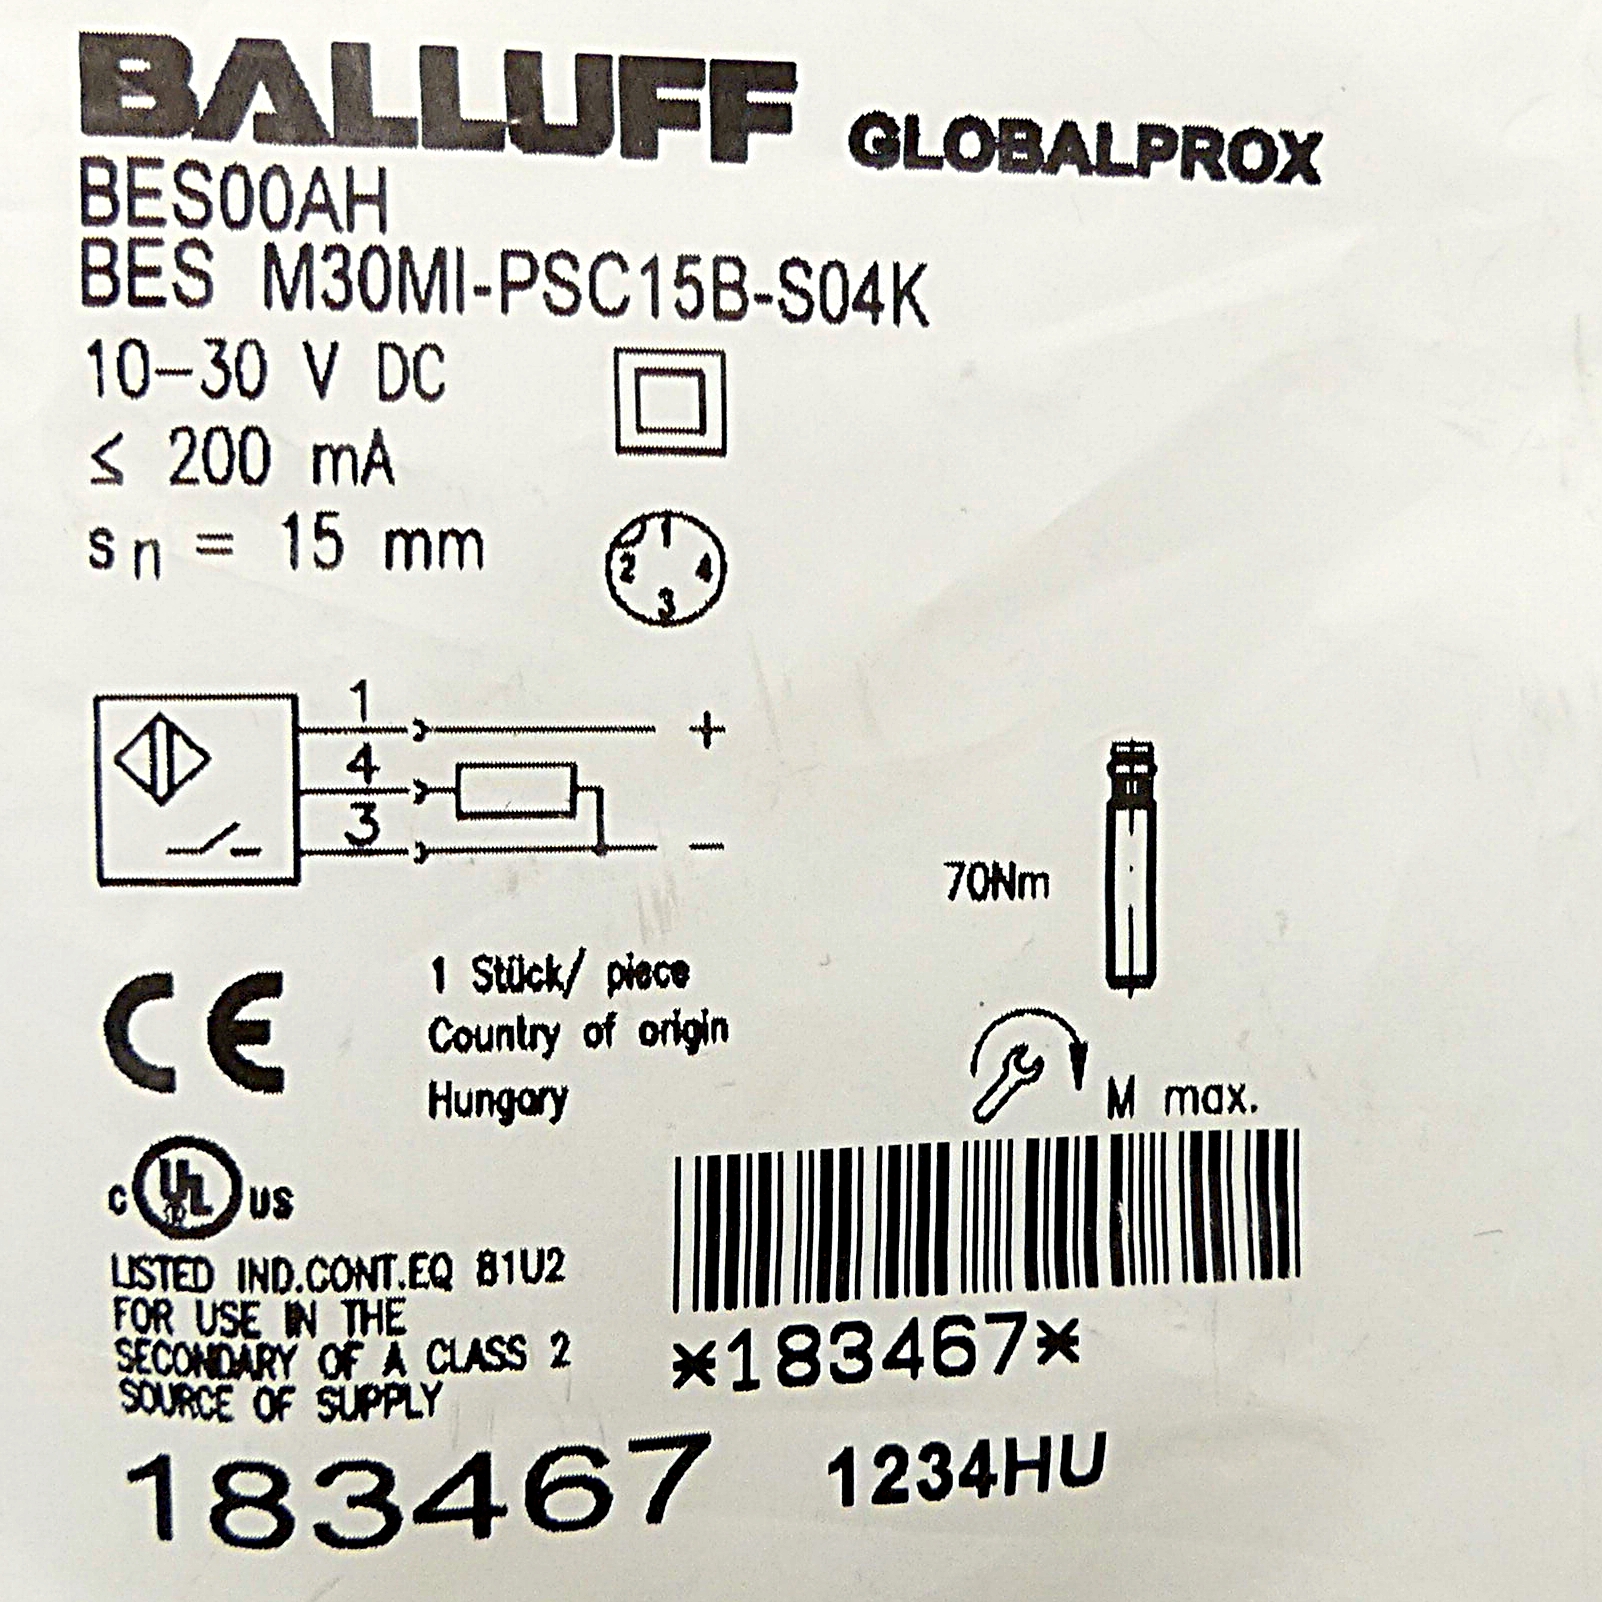 BALLUFF GLOBALPROX
BES00AH
BES M30MI-PSC15B-S04K
10-30 V DC
≤ 200 mA
sn = 15 mm
1
2 4
3
1 +
4
3 -
70Nm
CE
1 Stück/ piece
Country of origin
Hungary
M max.
C UL US
LISTED IND.CONT.EQ 81U2
FOR USE IN THE
SECONDARY OF A CLASS 2
SOURCE OF SUPPLY
*183467*
183467 1234HU